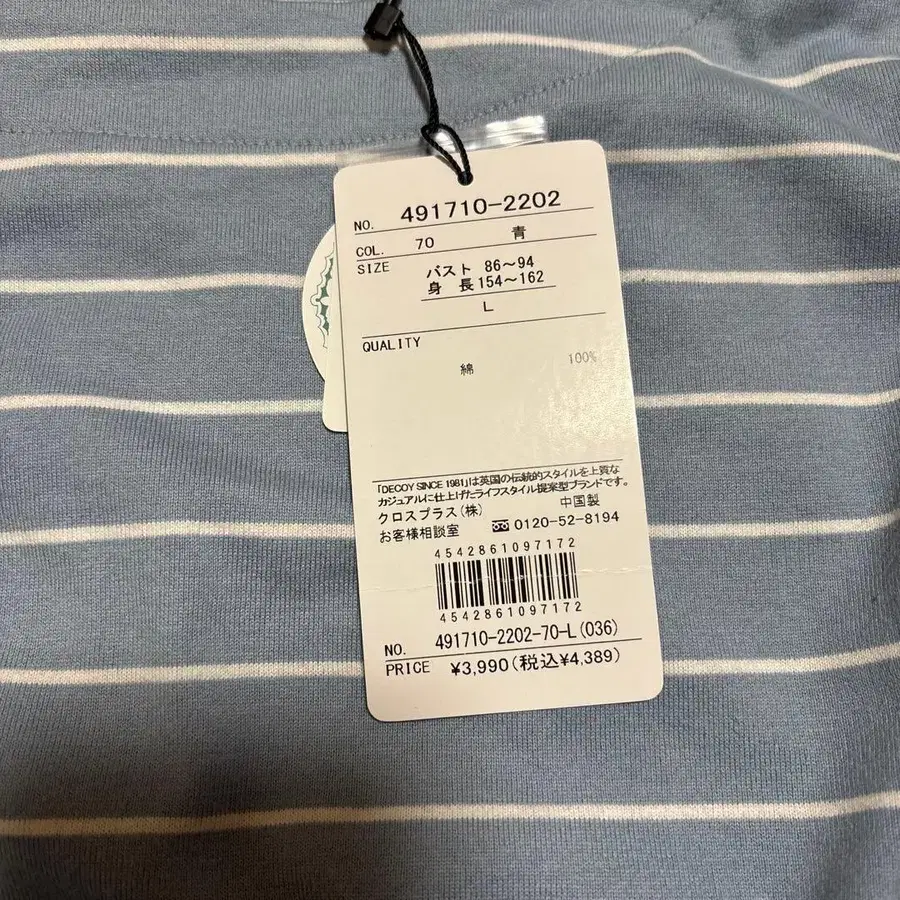 NO. 491710-2202
COL. 70 青
SIZE バスト 86〜94
身 長 154〜162
L
QUALITY
綿 100%
「DECOY SINCE 1981」は英国の伝統的スタイルを上質な
カジュアルに仕上げたライフスタイル提案型ブランドです。
クロスプラス(株) 中国製
お客様相談室 0120-52-8194
4542861097172
4542861097172
NO. 491710-2202-70-L(036)
PRICE ¥3,990(税込¥4,389)